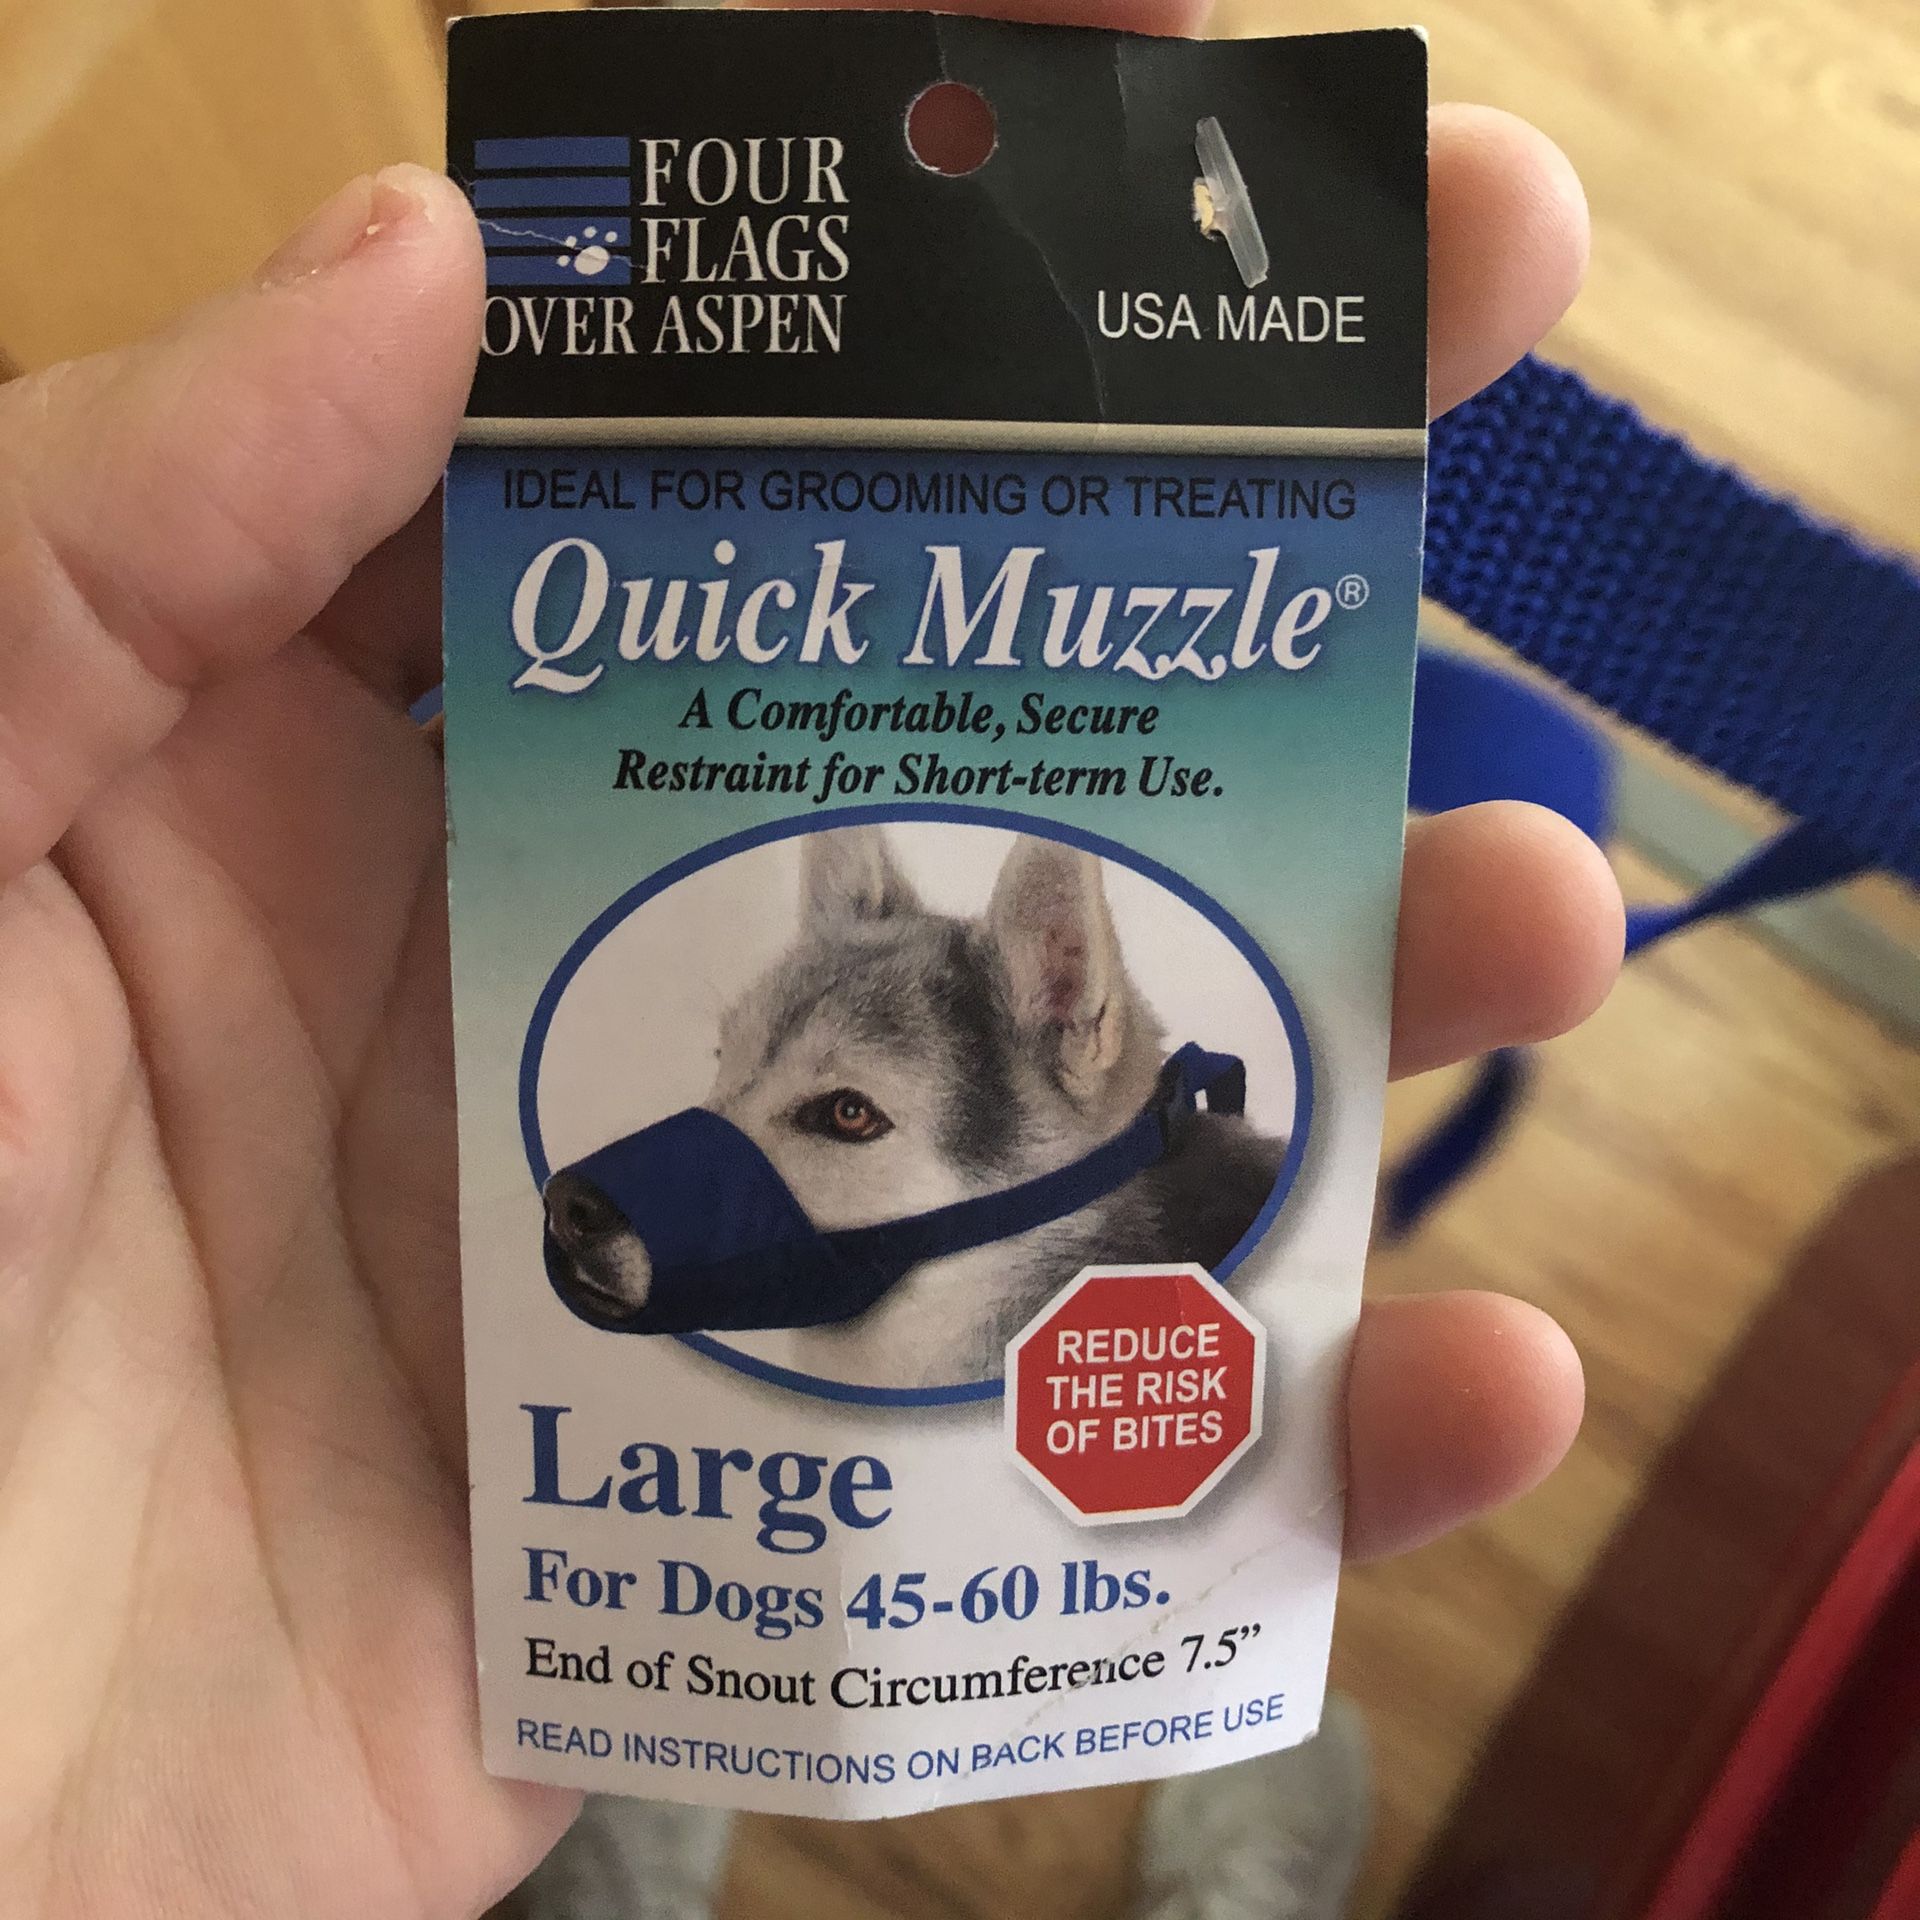 FOUR
FLAGS
OVER ASPEN
USA MADE
IDEAL FOR GROOMING OR TREATING
Quick Muzzle®
A Comfortable, Secure
Restraint for Short-term Use.
REDUCE
THE RISK
OF BITES
Large
For Dogs 45-60 lbs.
End of Snout Circumference 7.5”
READ INSTRUCTIONS ON BACK BEFORE USE